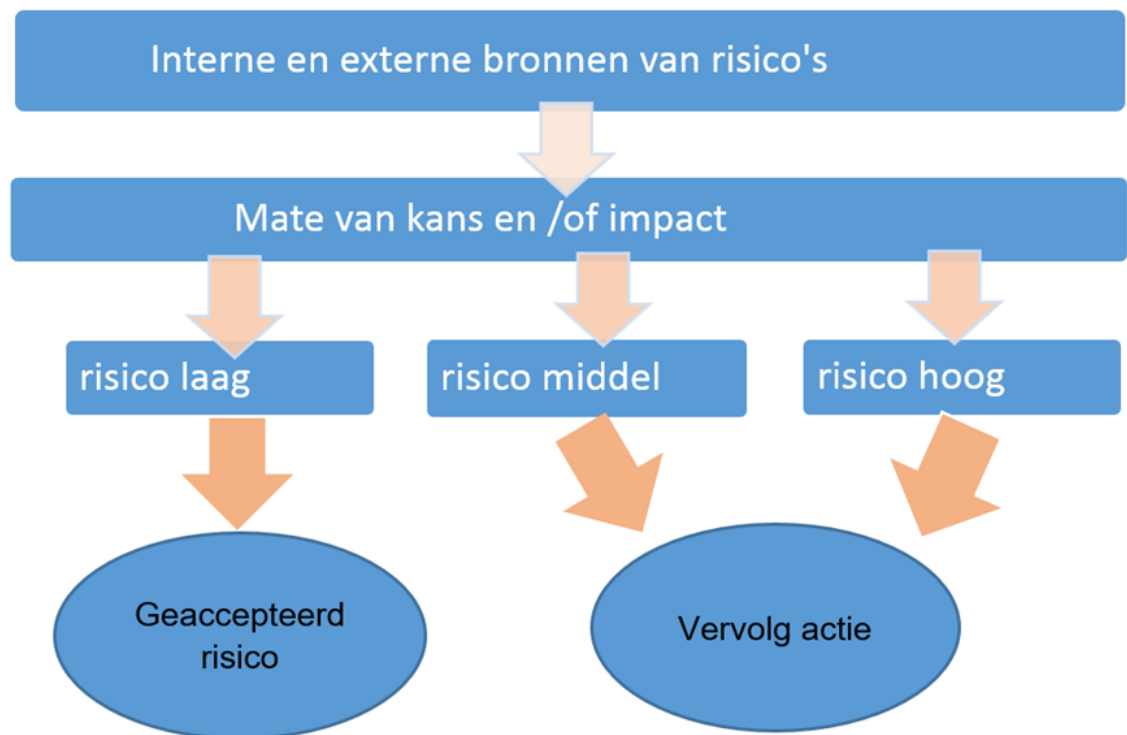 Interne en externe bronnen van risico's
Mate van kans en /of impact
risico laag
risico middel
risico hoog
Geaccepteerd
risico
Vervolg actie